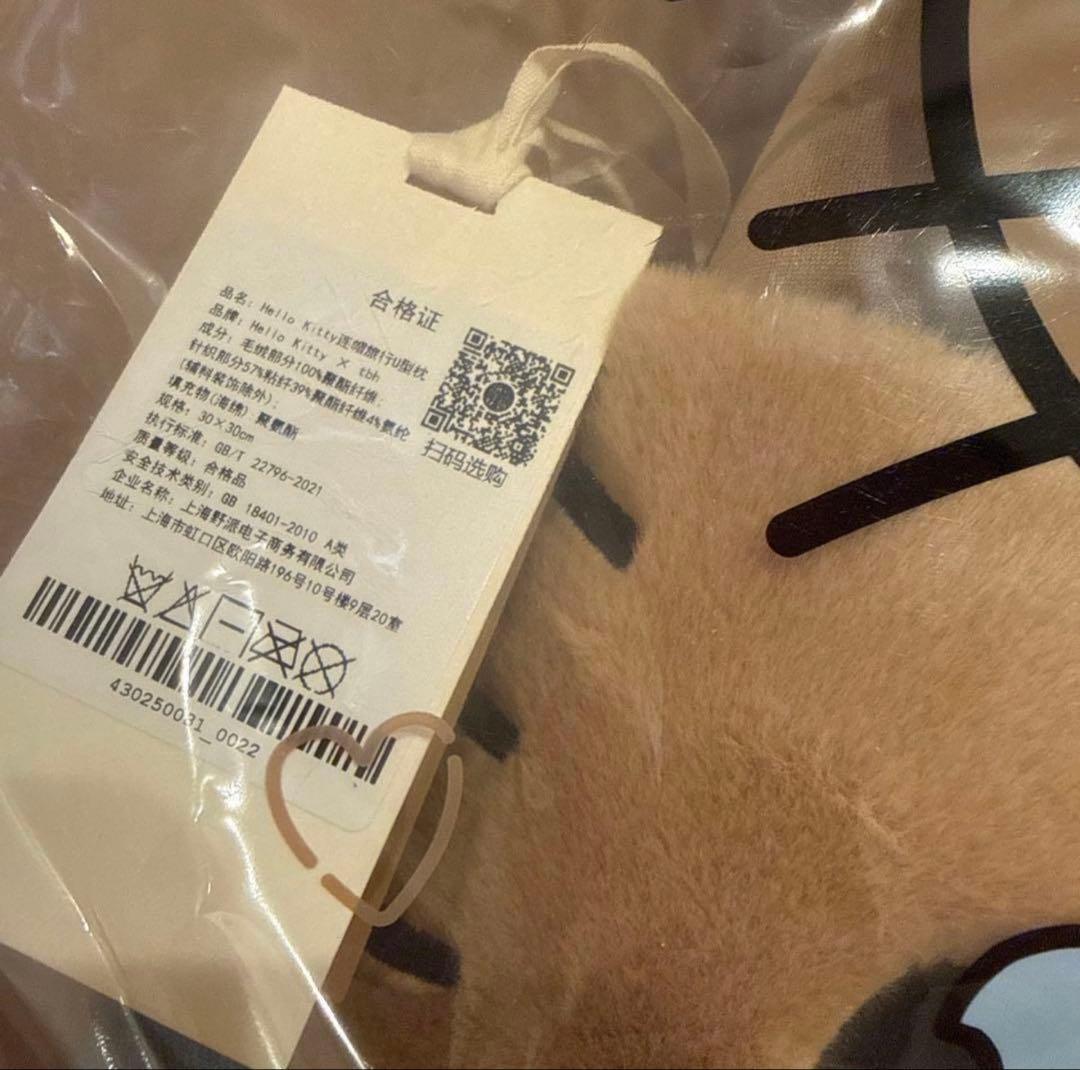 合格证
品名：Hello Kitty连帽旅行U型枕
品牌：Hello Kitty × tbh
成分：毛绒部分100%聚酯纤维；
针织部分57%粘纤39%聚酯纤维4%氨纶
(辅料装饰除外)；
填充物(海绵) 聚氨酯
规格：30×30cm
执行标准：GB/T 22796-2021
质量等级：合格品
安全技术类别：GB 18401-2010 A类
企业名称：上海野派电子商务有限公司
地址：上海市虹口区欧阳路196号10号楼9层20室
扫码选购
430250031_0022